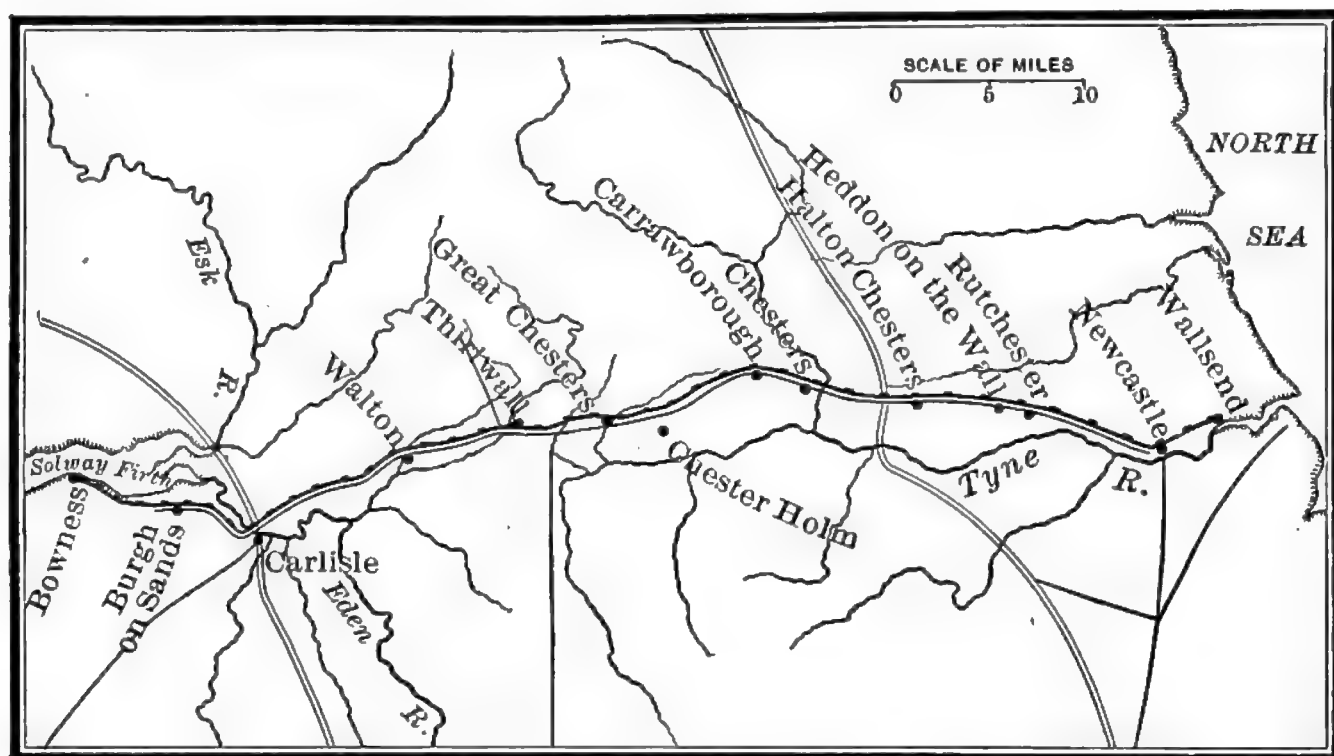 SCALE OF MILES
0 5 10
NORTH
SEA
Esk
R.
Great Chesters
Thirlwall
Walton
Carrawborough
Chesters
Halton Chesters
Heddon on the Wall
Rutchester
Newcastle
Wallsend
Solway Firth
Bowness
Burgh
on Sands
Carlisle
Eden
R.
Chester Holm
Tyne
R.